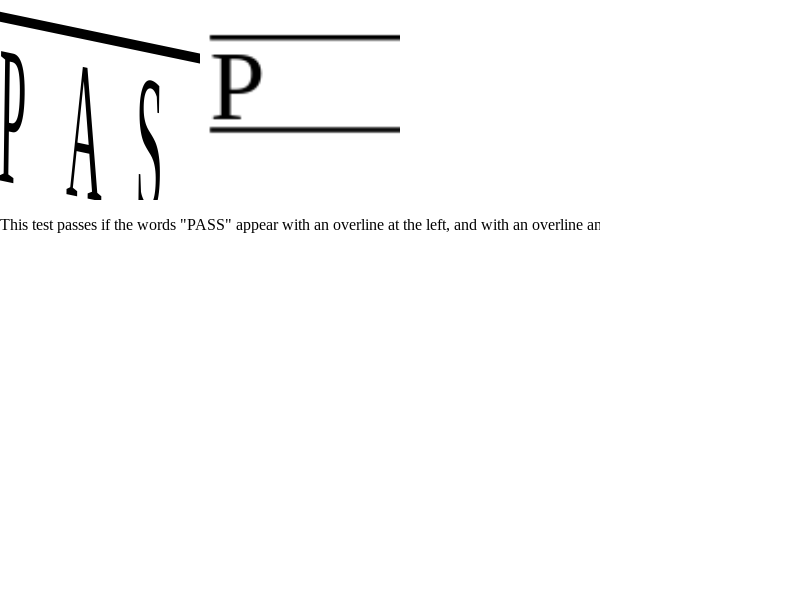 PAS
P
This test passes if the words "PASS" appear with an overline at the left, and with an overline an